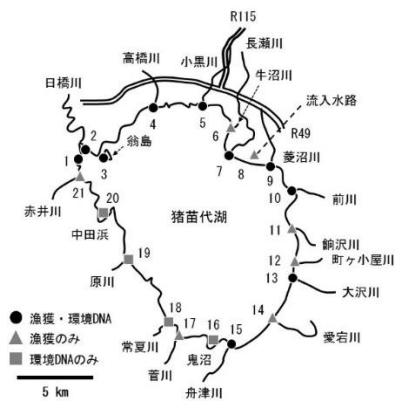 R115
長瀬川
小黒川
高橋川
牛沼川
日橋川
流入水路
翁島
R49
菱沼川
4
5
6
2
1
3
7
8
9
10
前川
21
20
赤井川
中田浜
猪苗代湖
11
鍋沢川
12
町ヶ小屋川
19
13
原川
大沢川
18
17
16
15
14
常夏川
鬼沼
愛宕川
菅川
舟津川
漁獲・環境DNA
漁獲のみ
環境DNAのみ
5 km